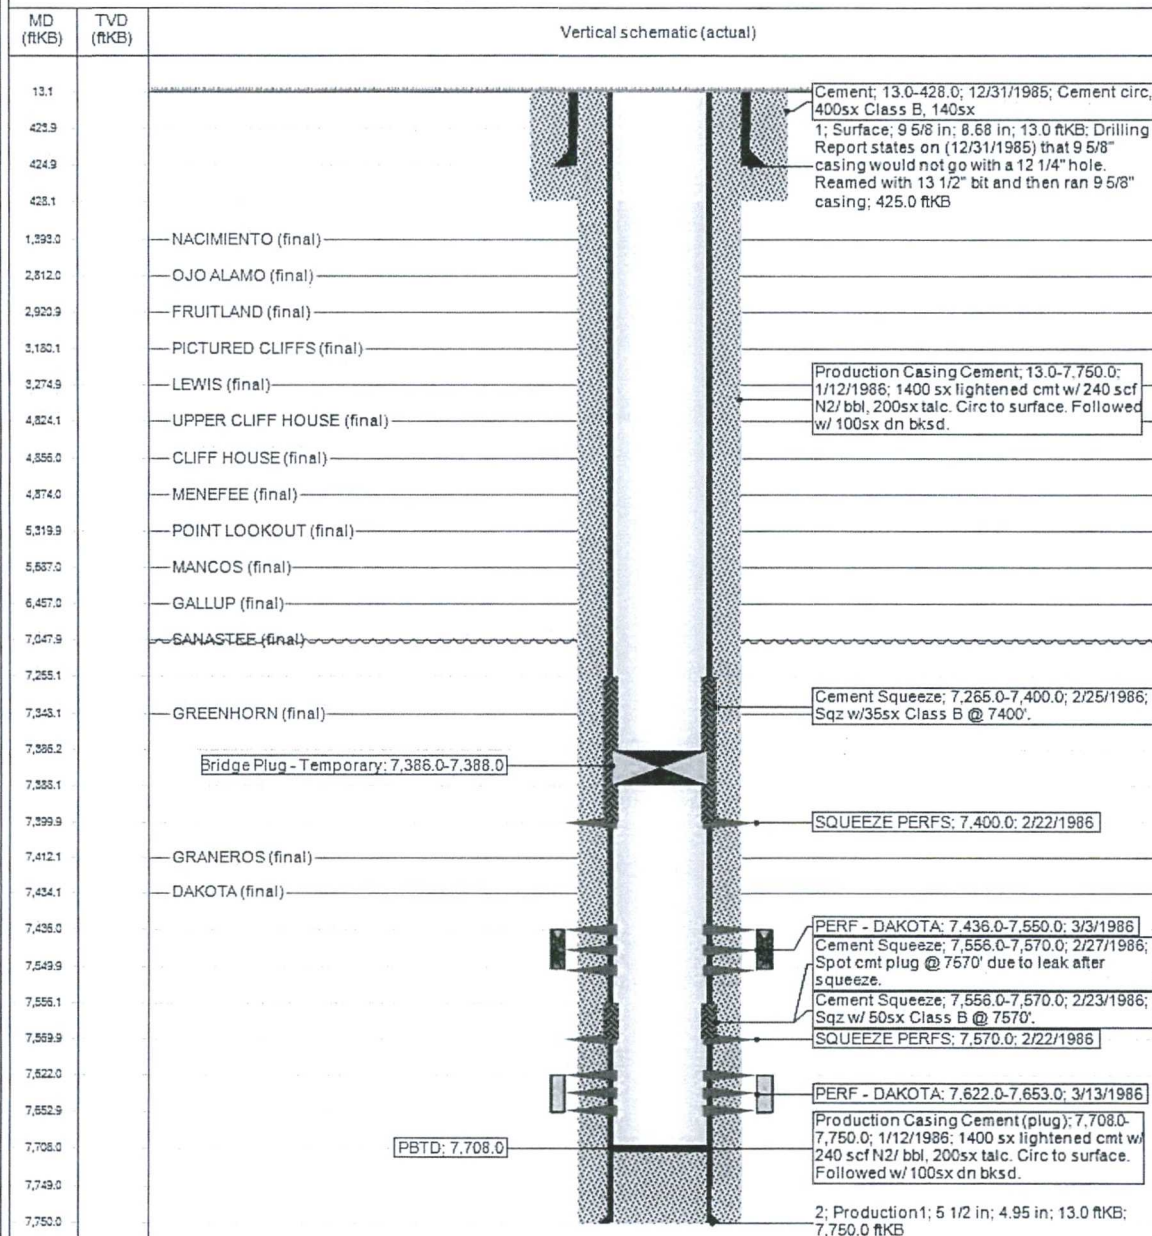 MD (ftKB)
TVD (ftKB)
Vertical schematic (actual)
13.1
424.9
428.1
1,393.0
2,812.0
2,920.9
3,180.1
3,274.9
4,824.1
4,874.0
5,319.9
6,457.0
7,047.9
7,255.1
7,386.2
7,399.9
7,412.1
7,434.1
7,549.9
7,556.1
7,569.9
7,622.0
7,652.9
7,708.0
7,749.0
7,750.0
NACIMIENTO (final)
OJO ALAMO (final)
FRUITLAND (final)
PICTURED CLIFFS (final)
LEWIS (final)
UPPER CLIFF HOUSE (final)
CLIFF HOUSE (final)
MENEFEE (final)
POINT LOOKOUT (final)
MANCOS (final)
GALLUP (final)
SANASTEE (final)
GREENHORN (final)
Bridge Plug - Temporary; 7,386.0-7,388.0
GRANEROS (final)
DAKOTA (final)
PBTD; 7,708.0
Cement; 13.0-428.0; 12/31/1985; Cement circ,
400sx Class B, 140sx
1; Surface; 9 5/8 in; 8.68 in; 13.0 ftKB; Drilling
Report states on (12/31/1985) that 9 5/8"
casing would not go with a 12 1/4" hole.
Reamed with 13 1/2" bit and then ran 9 5/8"
casing; 425.0 ftKB
Production Casing Cement; 13.0-7,750.0;
1/12/1986; 1400 sx lightened cmt w/ 240 scf
N2/ bbl, 200sx talc. Circ to surface. Followed
w/ 100sx dn bksd.
Cement Squeeze; 7,265.0-7,400.0; 2/25/1986;
Sqz w/35sx Class B @ 7400'.
SQUEEZE PERFS; 7,400.0; 2/22/1986
PERF - DAKOTA; 7,436.0-7,550.0; 3/3/1986
Cement Squeeze; 7,556.0-7,570.0; 2/27/1986;
Spot cmt plug @ 7570' due to leak after
squeeze.
Cement Squeeze; 7,556.0-7,570.0; 2/23/1986;
Sqz w/ 50sx Class B @ 7570'.
SQUEEZE PERFS; 7,570.0; 2/22/1986
PERF - DAKOTA; 7,622.0-7,653.0; 3/13/1986
Production Casing Cement (plug); 7,708.0-
7,750.0; 1/12/1986; 1400 sx lightened cmt w/
240 scf N2/ bbl, 200sx talc. Circ to surface.
Followed w/ 100sx dn bksd.
2; Production1; 5 1/2 in; 4.95 in; 13.0 ftKB;
7,750.0 ftKB